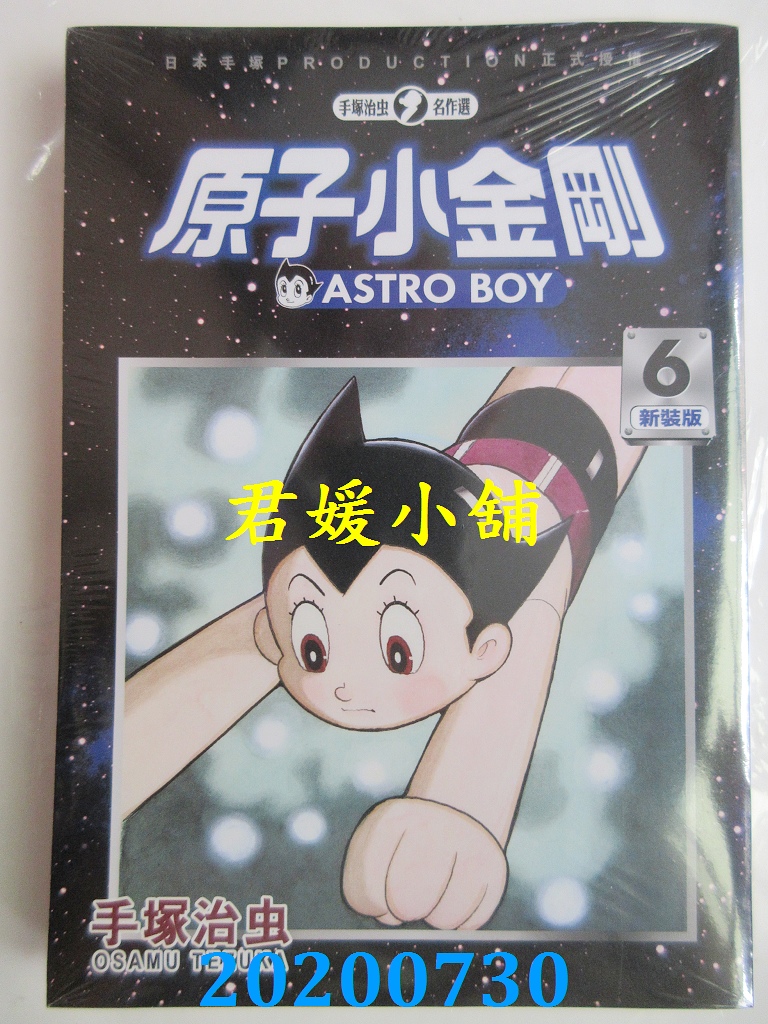 日本手塚PRODUCTION正式授權
手塚治虫 名作選
原子小金剛
ASTRO BOY
6
新裝版
君媛小舖
手塚治虫
OSAMU TEZUKA
20200730